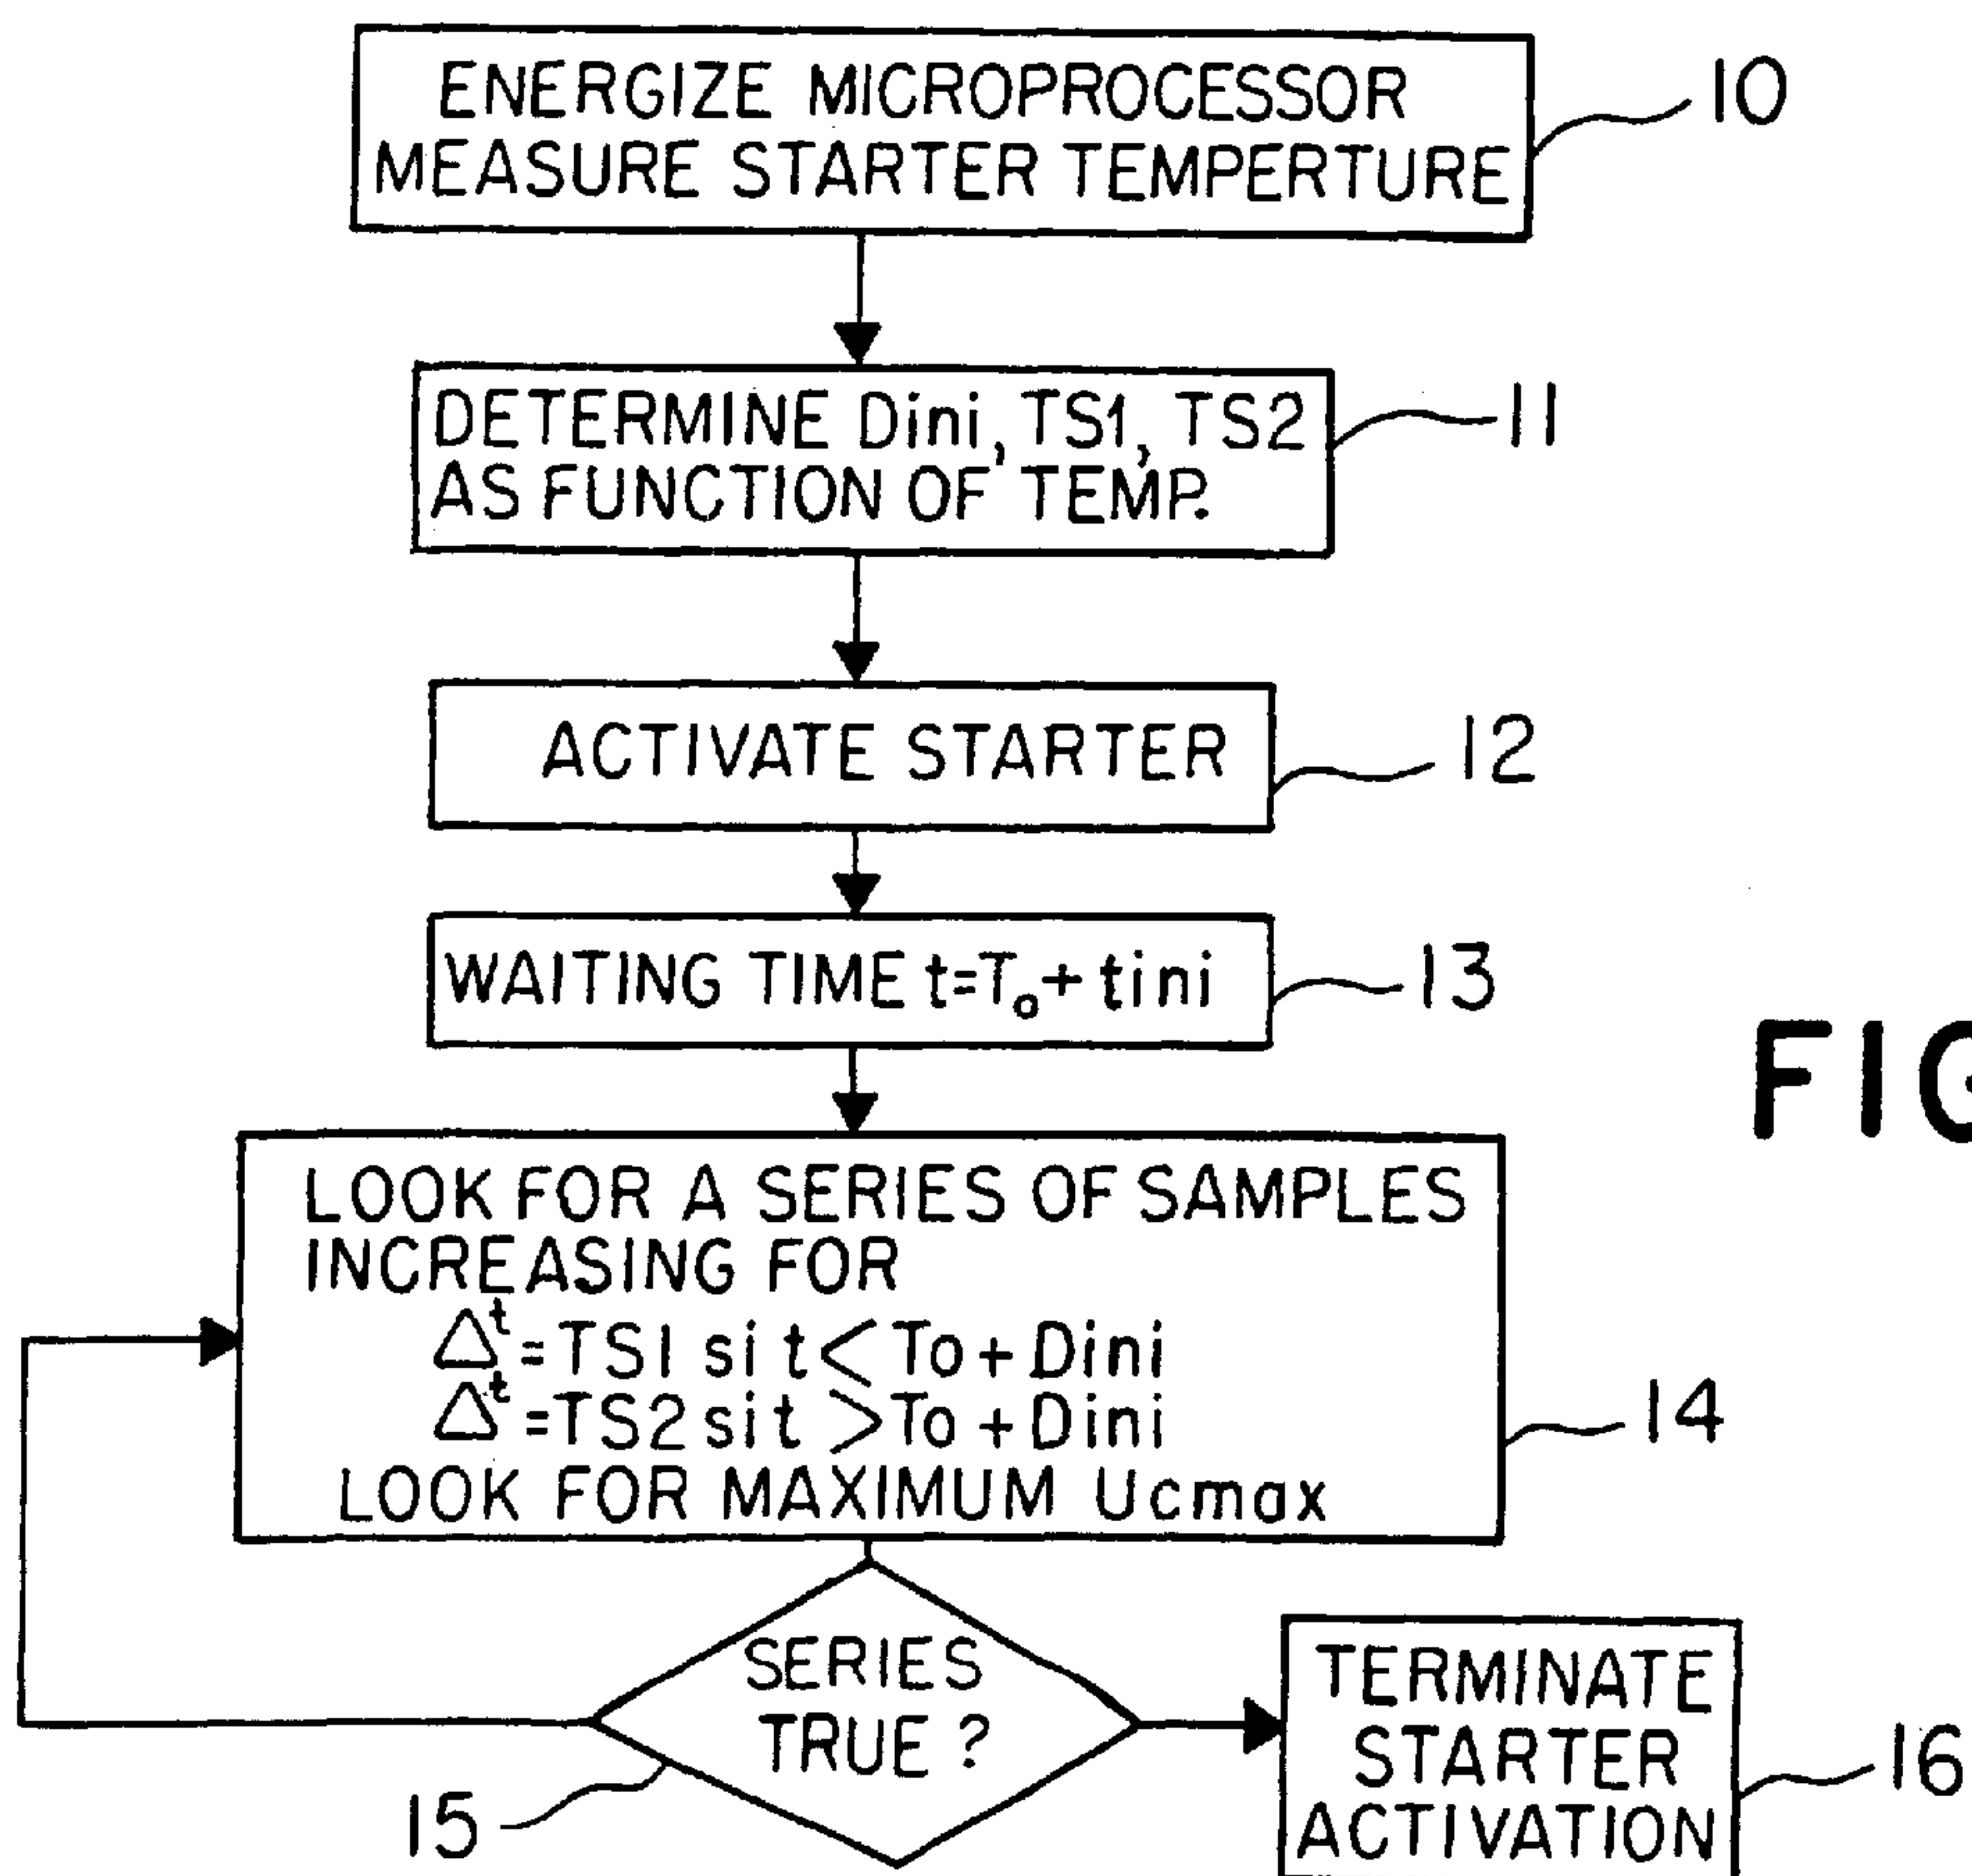 ENERGIZE MICROPROCESSOR
MEASURE STARTER TEMPERTURE
10
DETERMINE Dini, TS1, TS2
AS FUNCTION OF TEMP.
11
ACTIVATE STARTER
12
WAITING TIME t=To+tini
13
LOOK FOR A SERIES OF SAMPLES
INCREASING FOR
Δt=TS1 si t<To+Dini
Δt=TS2 si t >To+Dini
LOOK FOR MAXIMUM Ucmax
14
SERIES
TRUE ?
15
TERMINATE
STARTER
ACTIVATION
16